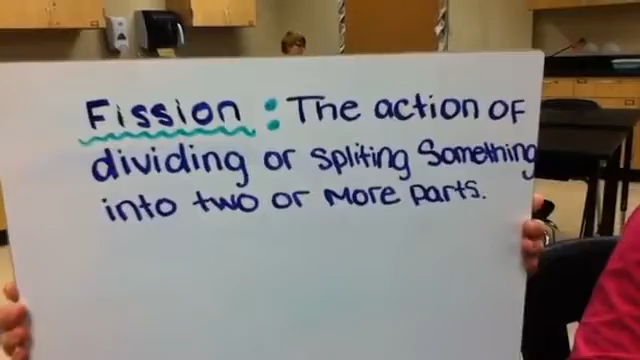 Fission : The action of
dividing or spliting Something
into two or More parts.